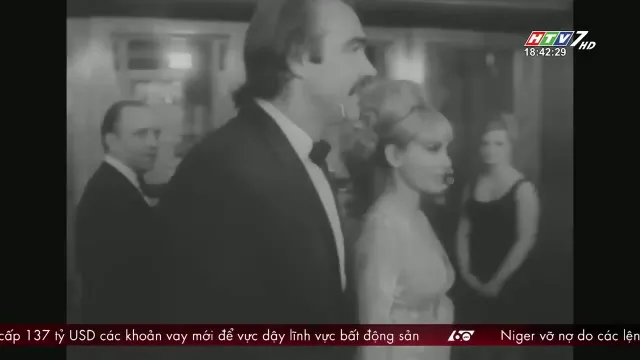 HTV7 HD
18:42:29
cấp 137 tỷ USD các khoản vay mới để vực dậy lĩnh vực bất động sản 60s Niger vỡ nợ do các lện